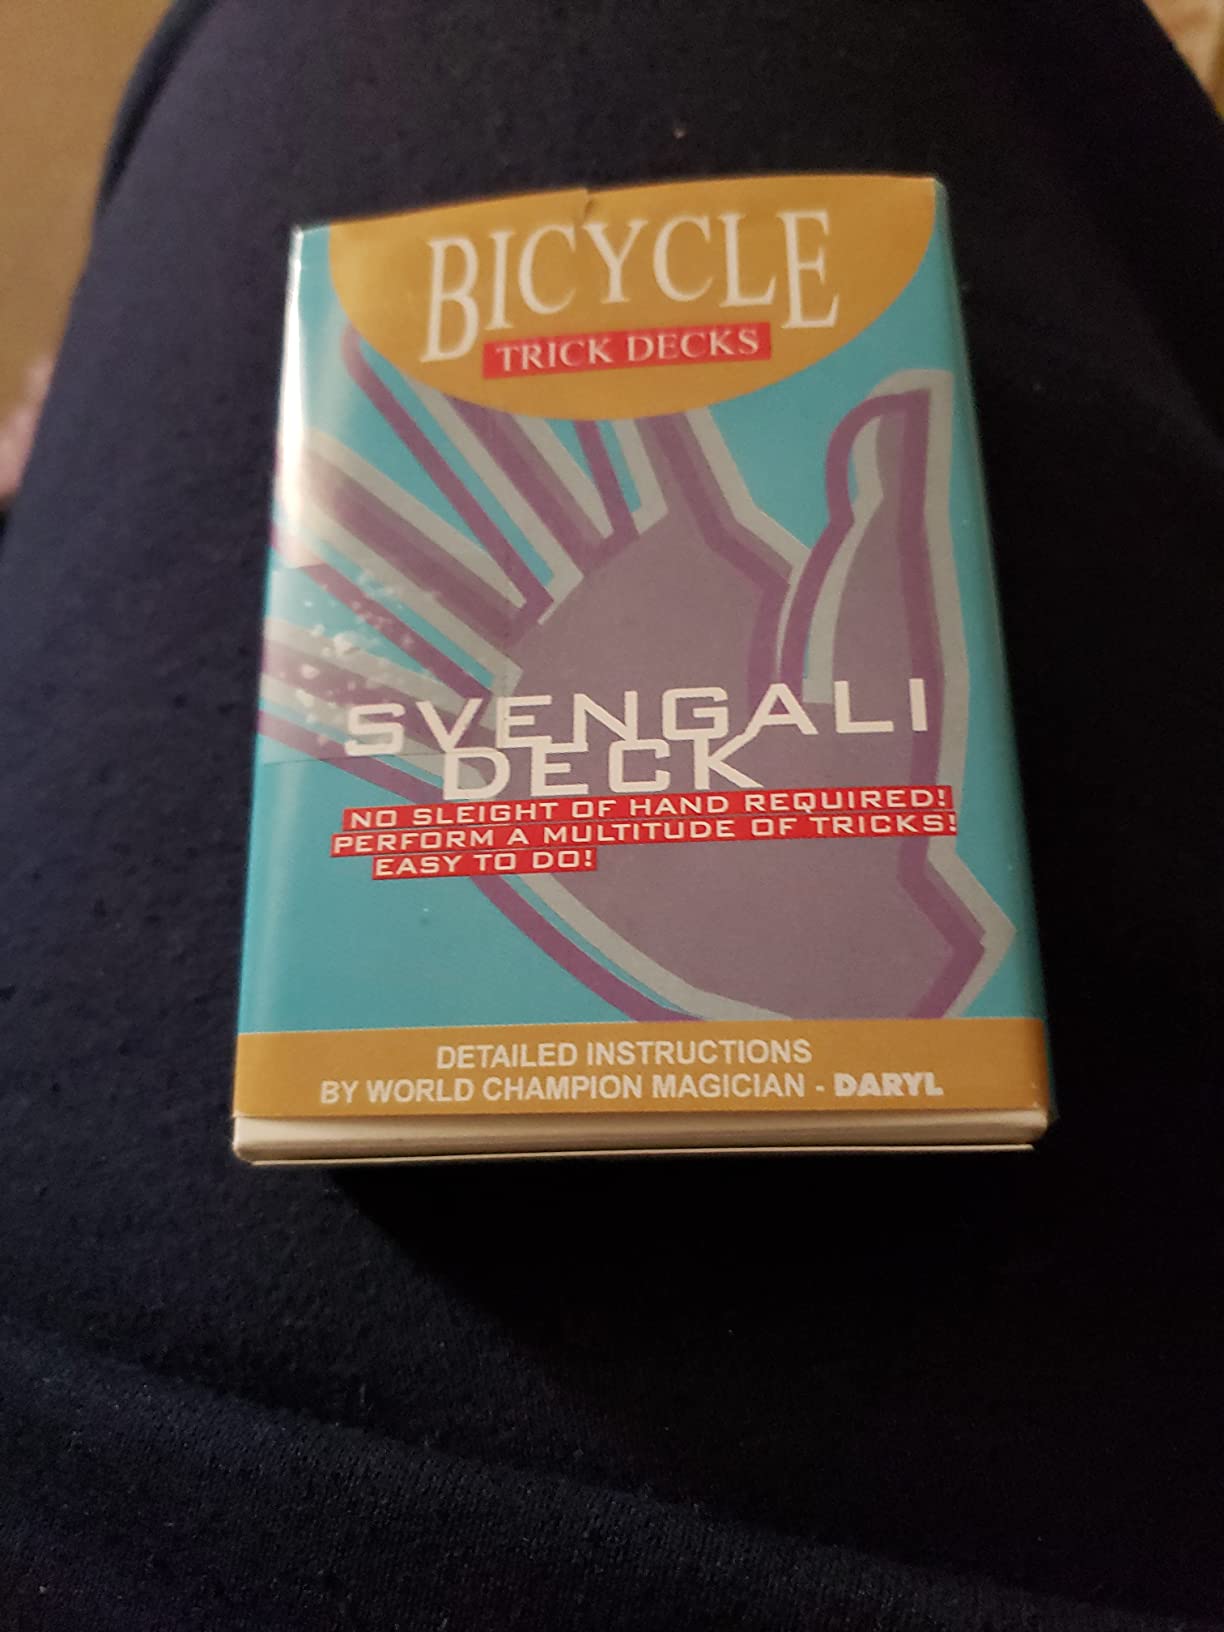 BICYCLE
TRICK DECKS
SVENGALI
DECK
NO SLEIGHT OF HAND REQUIRED!
PERFORM A MULTITUDE OF TRICKS!
EASY TO DO!
DETAILED INSTRUCTIONS
BY WORLD CHAMPION MAGICIAN - DARYL